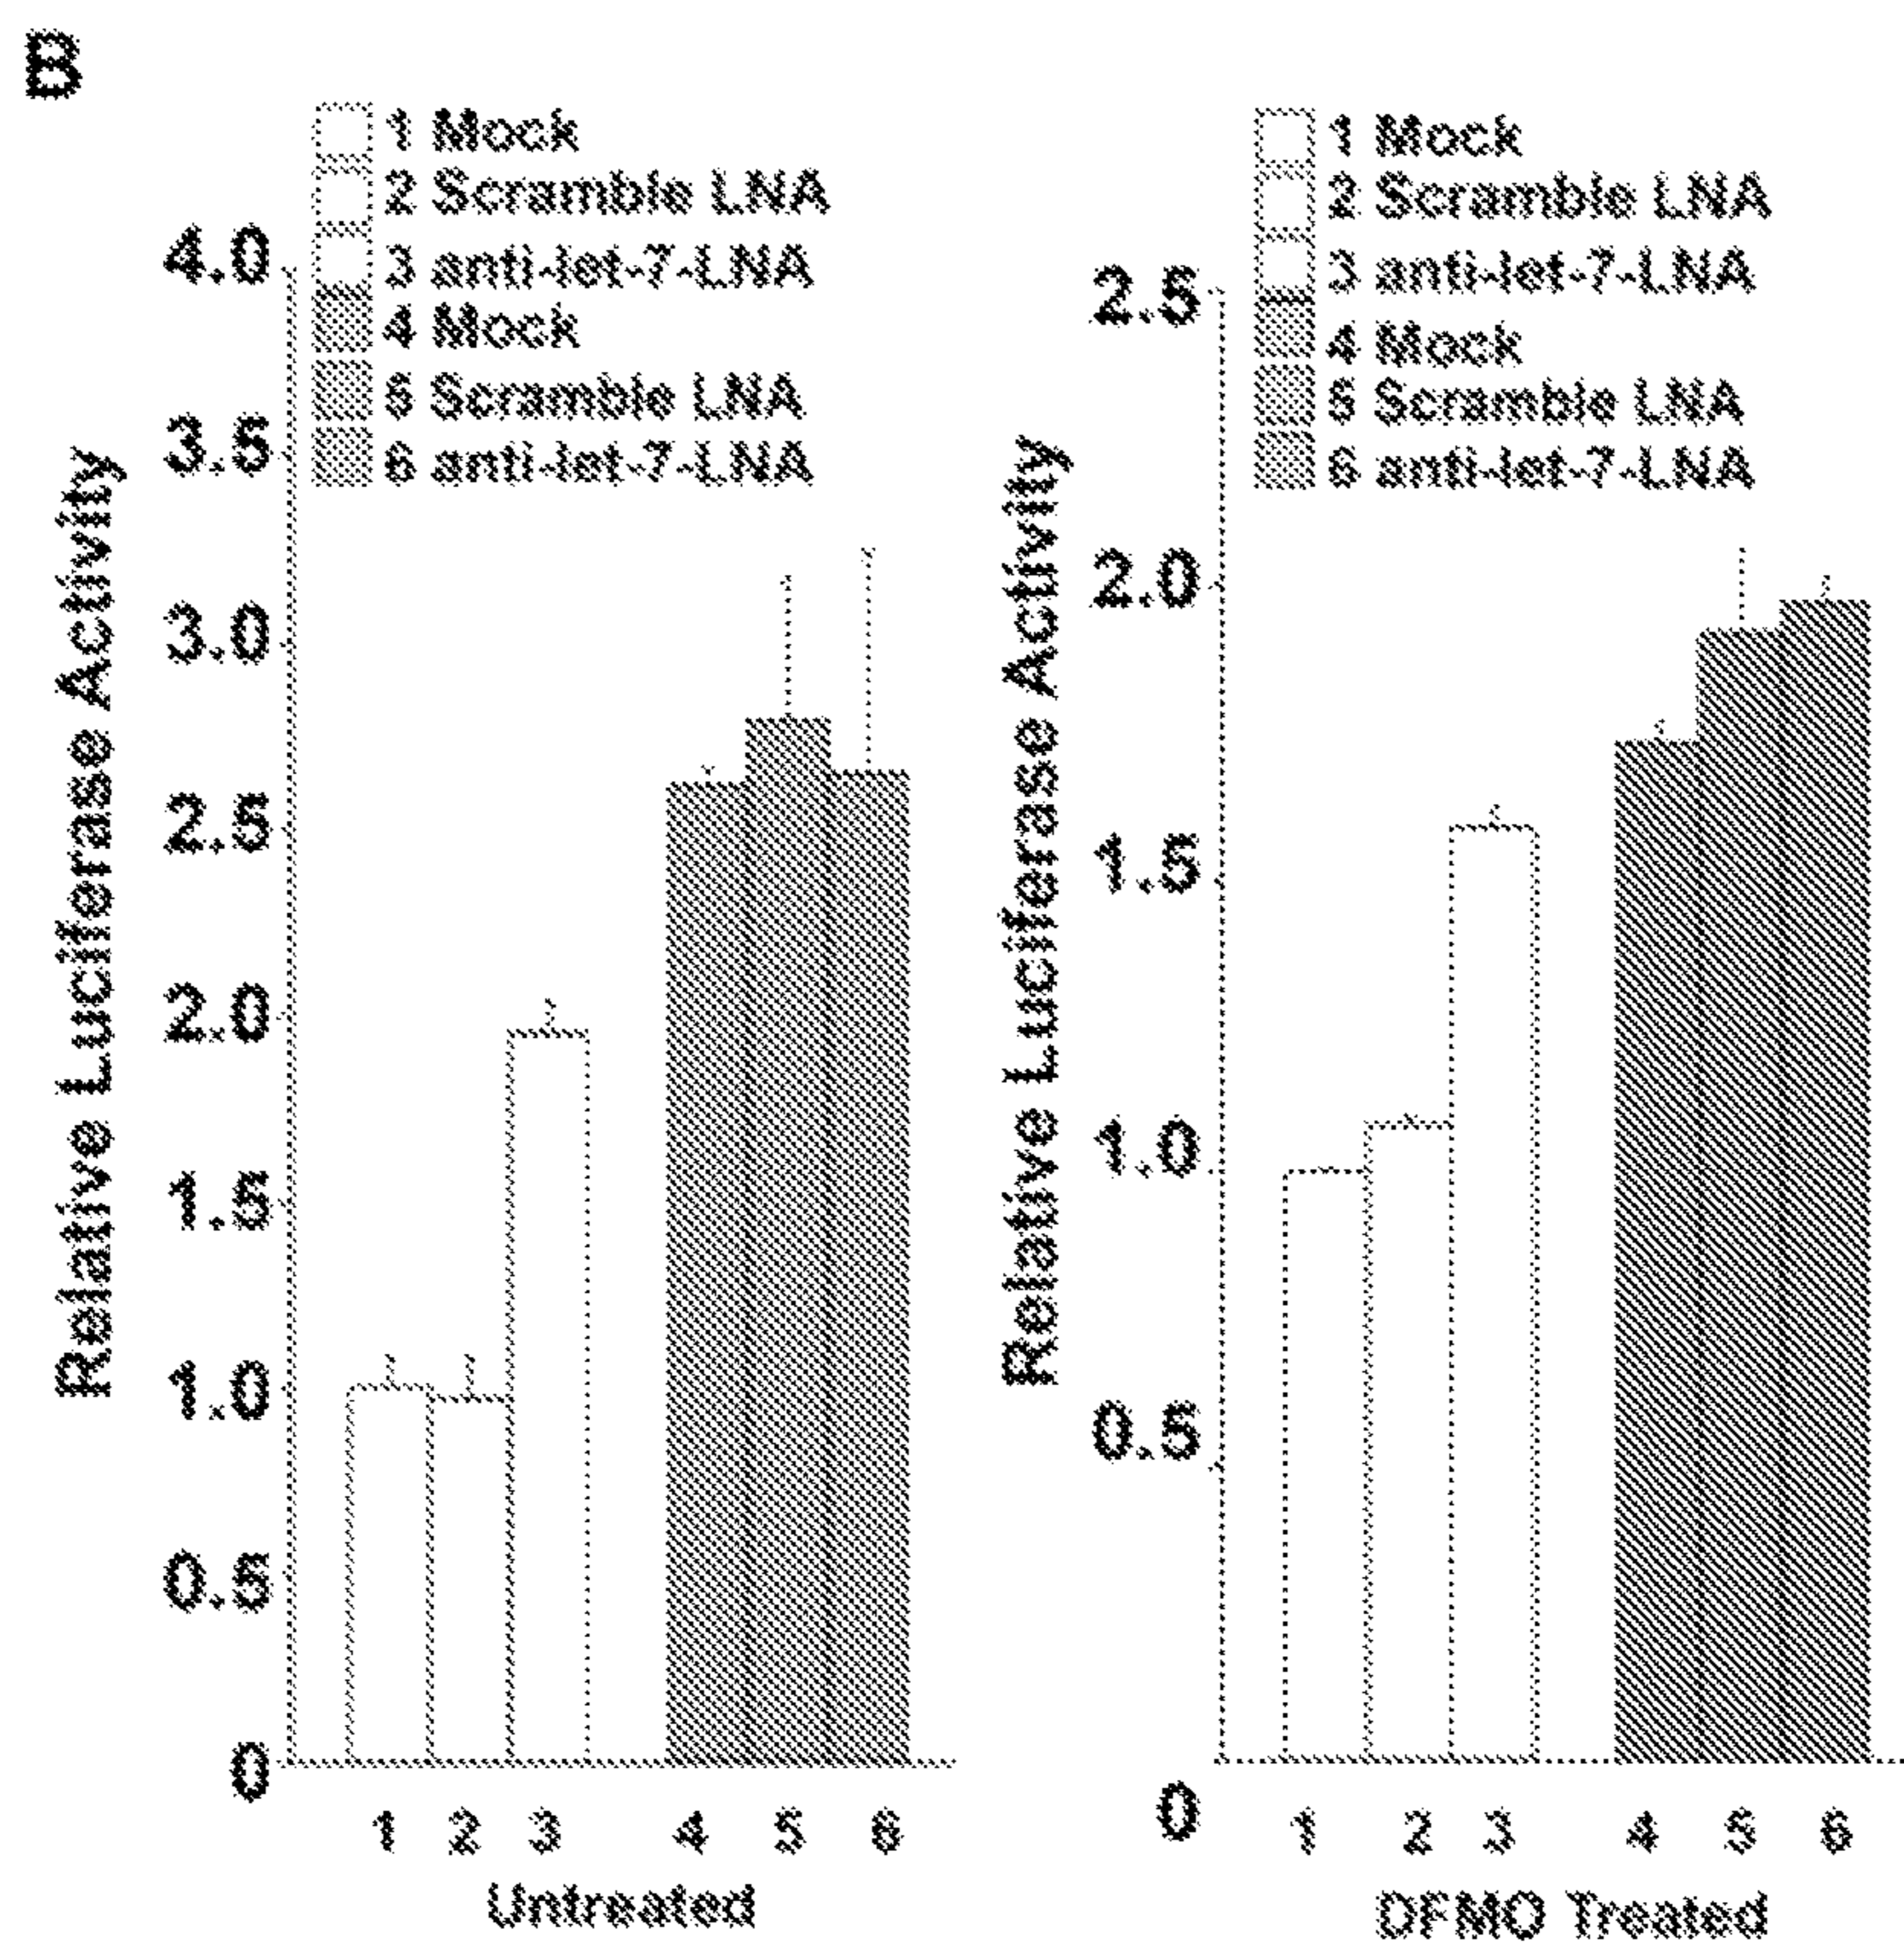 B
1 Mock
2 Scramble LNA
3 anti-let-7-LNA
4 Mock
5 Scramble LNA
6 anti-let-7-LNA
Relative Luciferase Activity
4.0
3.5
3.0
2.5
2.0
1.5
1.0
0.5
0
1 2 3 4 5 6
Untreated
1 Mock
2 Scramble LNA
3 anti-let-7-LNA
4 Mock
5 Scramble LNA
6 anti-let-7-LNA
Relative Luciferase Activity
2.5
2.0
1.5
1.0
0.5
0
1 2 3 4 5 6
DFMO Treated